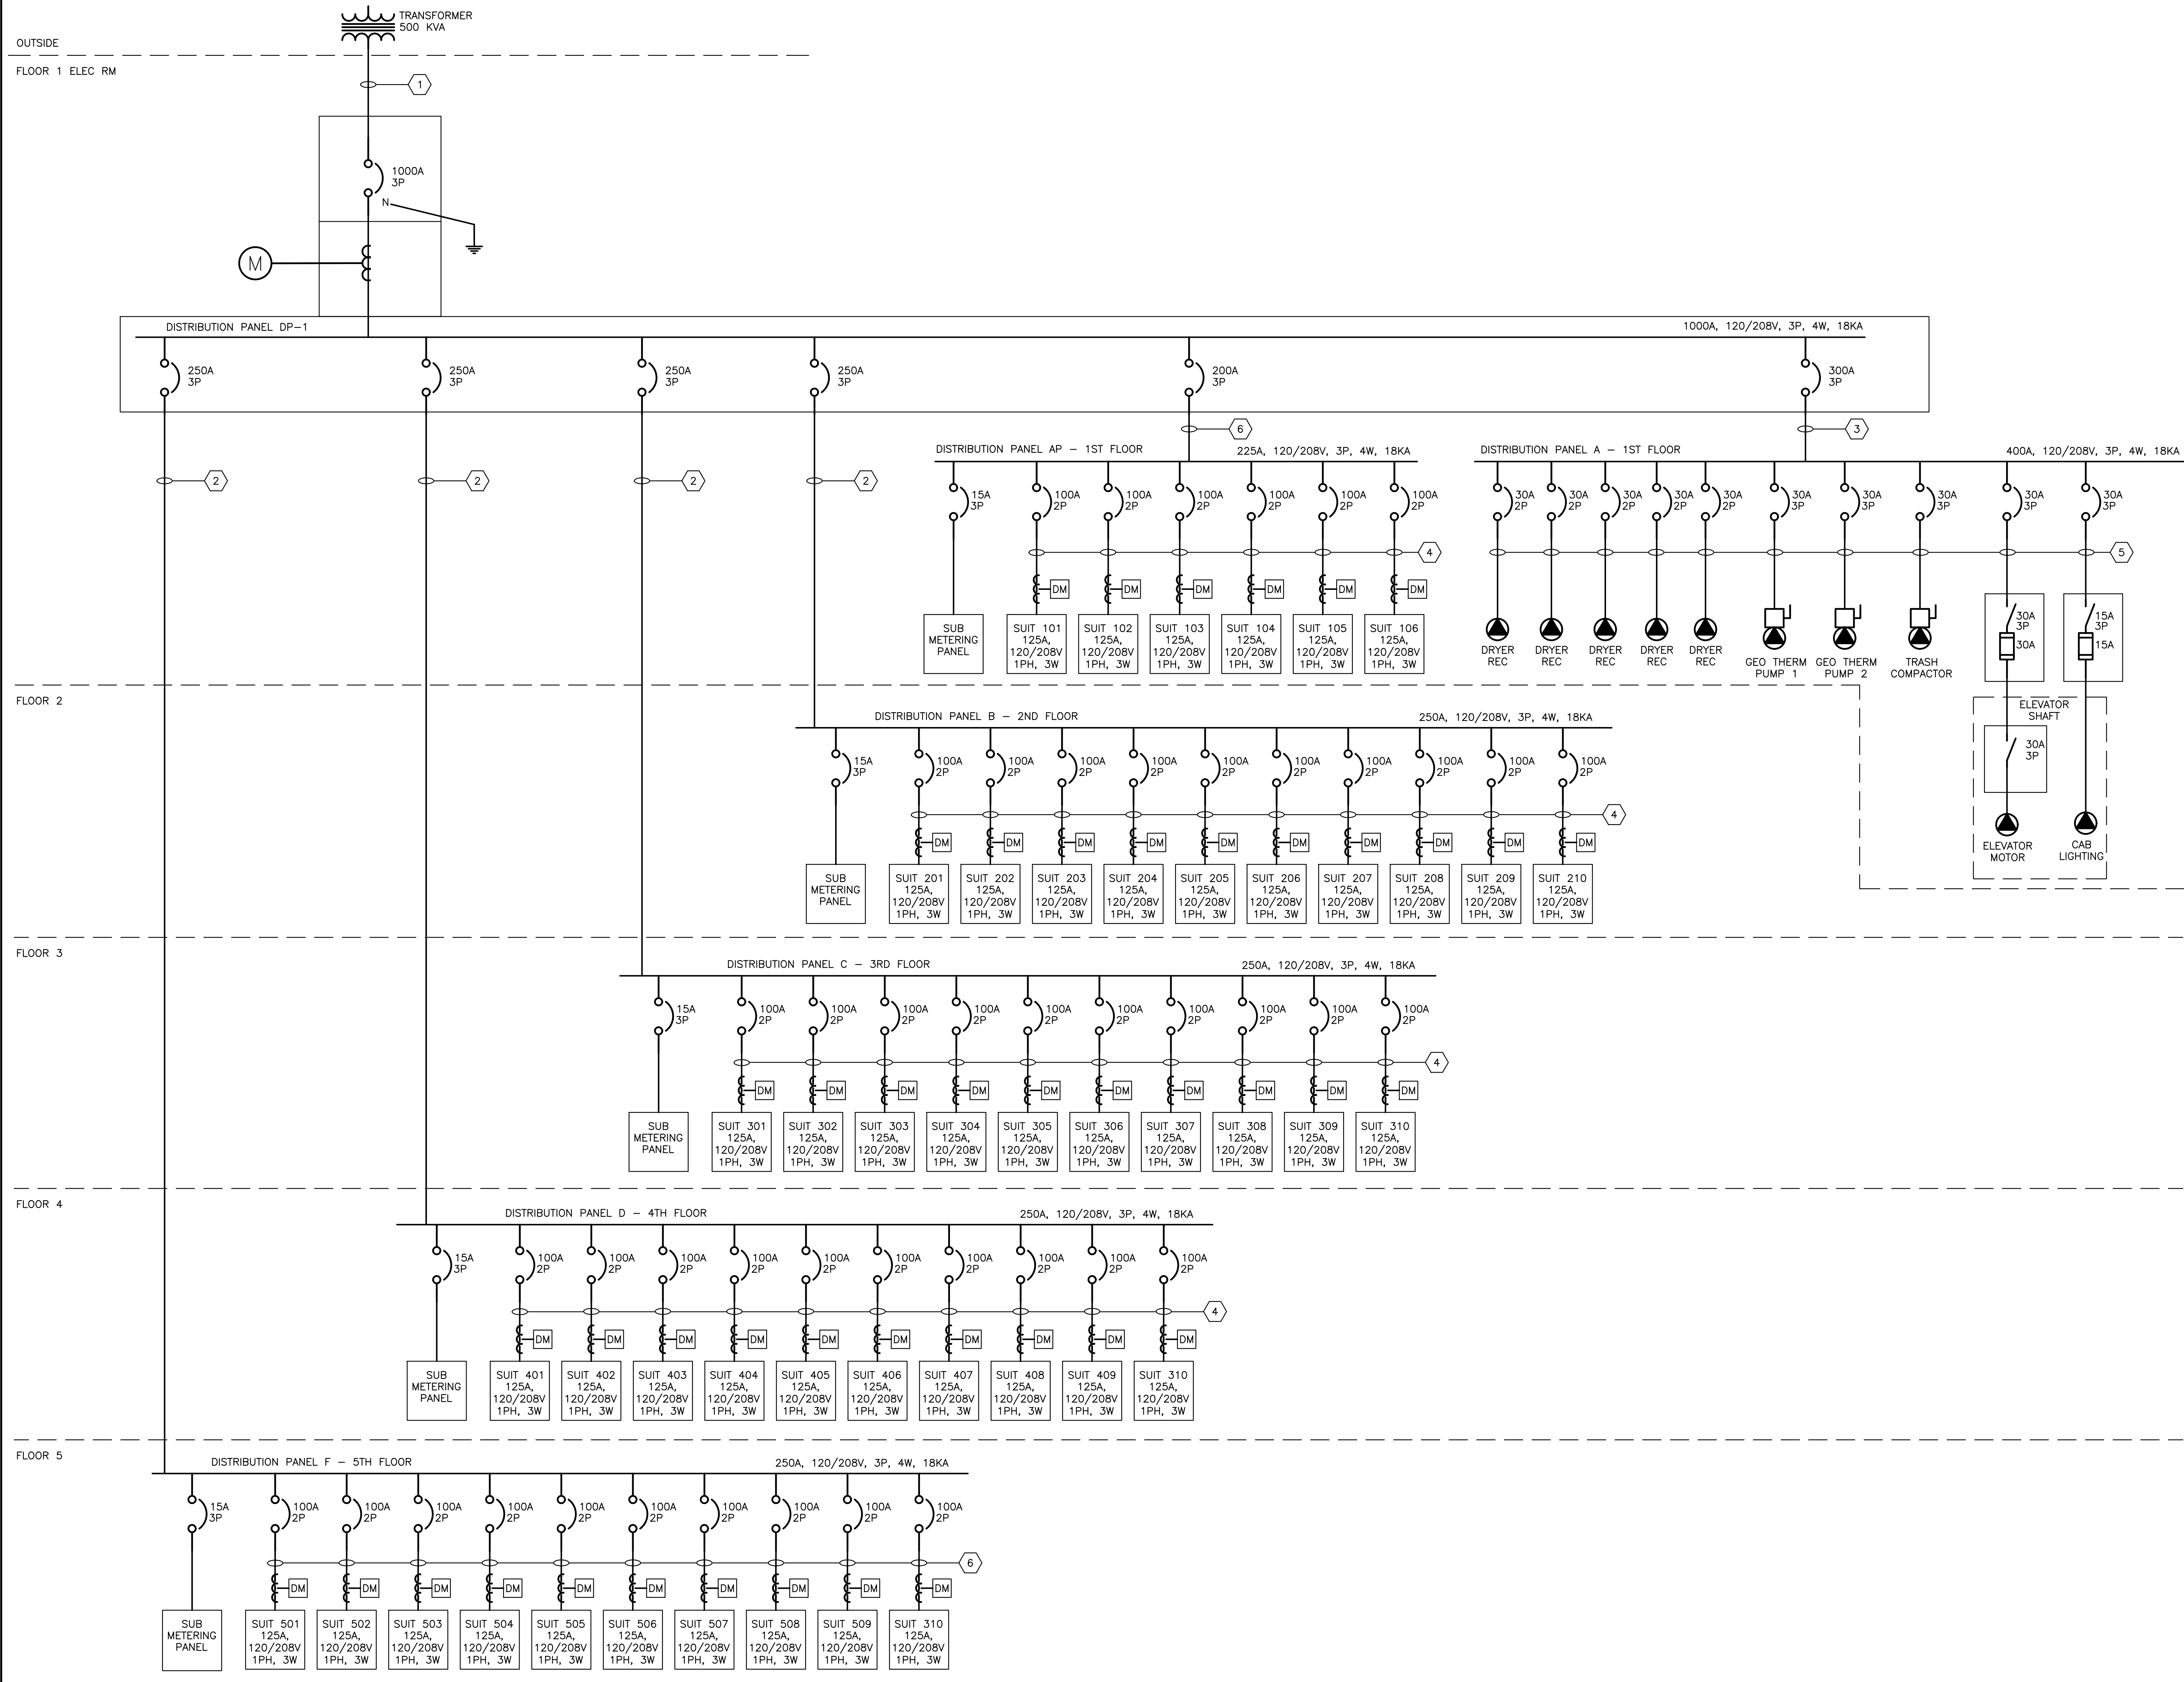 TRANSFORMER
500 KVA
OUTSIDE
FLOOR 1 ELEC RM
1
1000A
3P
N
M
DISTRIBUTION PANEL DP-1
1000A, 120/208V, 3P, 4W, 18KA
250A
3P
250A
3P
250A
3P
250A
3P
200A
3P
300A
3P
6
3
2
2
2
2
DISTRIBUTION PANEL AP - 1ST FLOOR
225A, 120/208V, 3P, 4W, 18KA
15A
3P
100A
2P
100A
2P
100A
2P
100A
2P
100A
2P
100A
2P
4
DM
DM
DM
DM
DM
DM
SUB
METERING
PANEL
SUIT 101
125A,
120/208V
1PH, 3W
SUIT 102
125A,
120/208V
1PH, 3W
SUIT 103
125A,
120/208V
1PH, 3W
SUIT 104
125A,
120/208V
1PH, 3W
SUIT 105
125A,
120/208V
1PH, 3W
SUIT 106
125A,
120/208V
1PH, 3W
DISTRIBUTION PANEL A - 1ST FLOOR
400A, 120/208V, 3P, 4W, 18KA
30A
2P
30A
2P
30A
2P
30A
2P
30A
2P
30A
3P
30A
3P
30A
3P
30A
3P
30A
3P
5
DRYER
REC
DRYER
REC
DRYER
REC
DRYER
REC
DRYER
REC
GEO THERM
PUMP 1
GEO THERM
PUMP 2
TRASH
COMPACTOR
30A
3P
30A
15A
3P
15A
ELEVATOR
SHAFT
30A
3P
ELEVATOR
MOTOR
CAB
LIGHTING
FLOOR 2
DISTRIBUTION PANEL B - 2ND FLOOR
250A, 120/208V, 3P, 4W, 18KA
15A
3P
100A
2P
100A
2P
100A
2P
100A
2P
100A
2P
100A
2P
100A
2P
100A
2P
100A
2P
100A
2P
4
DM
DM
DM
DM
DM
DM
DM
DM
DM
DM
SUB
METERING
PANEL
SUIT 201
125A,
120/208V
1PH, 3W
SUIT 202
125A,
120/208V
1PH, 3W
SUIT 203
125A,
120/208V
1PH, 3W
SUIT 204
125A,
120/208V
1PH, 3W
SUIT 205
125A,
120/208V
1PH, 3W
SUIT 206
125A,
120/208V
1PH, 3W
SUIT 207
125A,
120/208V
1PH, 3W
SUIT 208
125A,
120/208V
1PH, 3W
SUIT 209
125A,
120/208V
1PH, 3W
SUIT 210
125A,
120/208V
1PH, 3W
FLOOR 3
DISTRIBUTION PANEL C - 3RD FLOOR
250A, 120/208V, 3P, 4W, 18KA
15A
3P
100A
2P
100A
2P
100A
2P
100A
2P
100A
2P
100A
2P
100A
2P
100A
2P
100A
2P
100A
2P
4
DM
DM
DM
DM
DM
DM
DM
DM
DM
DM
SUB
METERING
PANEL
SUIT 301
125A,
120/208V
1PH, 3W
SUIT 302
125A,
120/208V
1PH, 3W
SUIT 303
125A,
120/208V
1PH, 3W
SUIT 304
125A,
120/208V
1PH, 3W
SUIT 305
125A,
120/208V
1PH, 3W
SUIT 306
125A,
120/208V
1PH, 3W
SUIT 307
125A,
120/208V
1PH, 3W
SUIT 308
125A,
120/208V
1PH, 3W
SUIT 309
125A,
120/208V
1PH, 3W
SUIT 310
125A,
120/208V
1PH, 3W
FLOOR 4
DISTRIBUTION PANEL D - 4TH FLOOR
250A, 120/208V, 3P, 4W, 18KA
15A
3P
100A
2P
100A
2P
100A
2P
100A
2P
100A
2P
100A
2P
100A
2P
100A
2P
100A
2P
100A
2P
4
DM
DM
DM
DM
DM
DM
DM
DM
DM
DM
SUB
METERING
PANEL
SUIT 401
125A,
120/208V
1PH, 3W
SUIT 402
125A,
120/208V
1PH, 3W
SUIT 403
125A,
120/208V
1PH, 3W
SUIT 404
125A,
120/208V
1PH, 3W
SUIT 405
125A,
120/208V
1PH, 3W
SUIT 406
125A,
120/208V
1PH, 3W
SUIT 407
125A,
120/208V
1PH, 3W
SUIT 408
125A,
120/208V
1PH, 3W
SUIT 409
125A,
120/208V
1PH, 3W
SUIT 310
125A,
120/208V
1PH, 3W
FLOOR 5
DISTRIBUTION PANEL F - 5TH FLOOR
250A, 120/208V, 3P, 4W, 18KA
15A
3P
100A
2P
100A
2P
100A
2P
100A
2P
100A
2P
100A
2P
100A
2P
100A
2P
100A
2P
100A
2P
6
DM
DM
DM
DM
DM
DM
DM
DM
DM
DM
SUB
METERING
PANEL
SUIT 501
125A,
120/208V
1PH, 3W
SUIT 502
125A,
120/208V
1PH, 3W
SUIT 503
125A,
120/208V
1PH, 3W
SUIT 504
125A,
120/208V
1PH, 3W
SUIT 505
125A,
120/208V
1PH, 3W
SUIT 506
125A,
120/208V
1PH, 3W
SUIT 507
125A,
120/208V
1PH, 3W
SUIT 508
125A,
120/208V
1PH, 3W
SUIT 509
125A,
120/208V
1PH, 3W
SUIT 310
125A,
120/208V
1PH, 3W